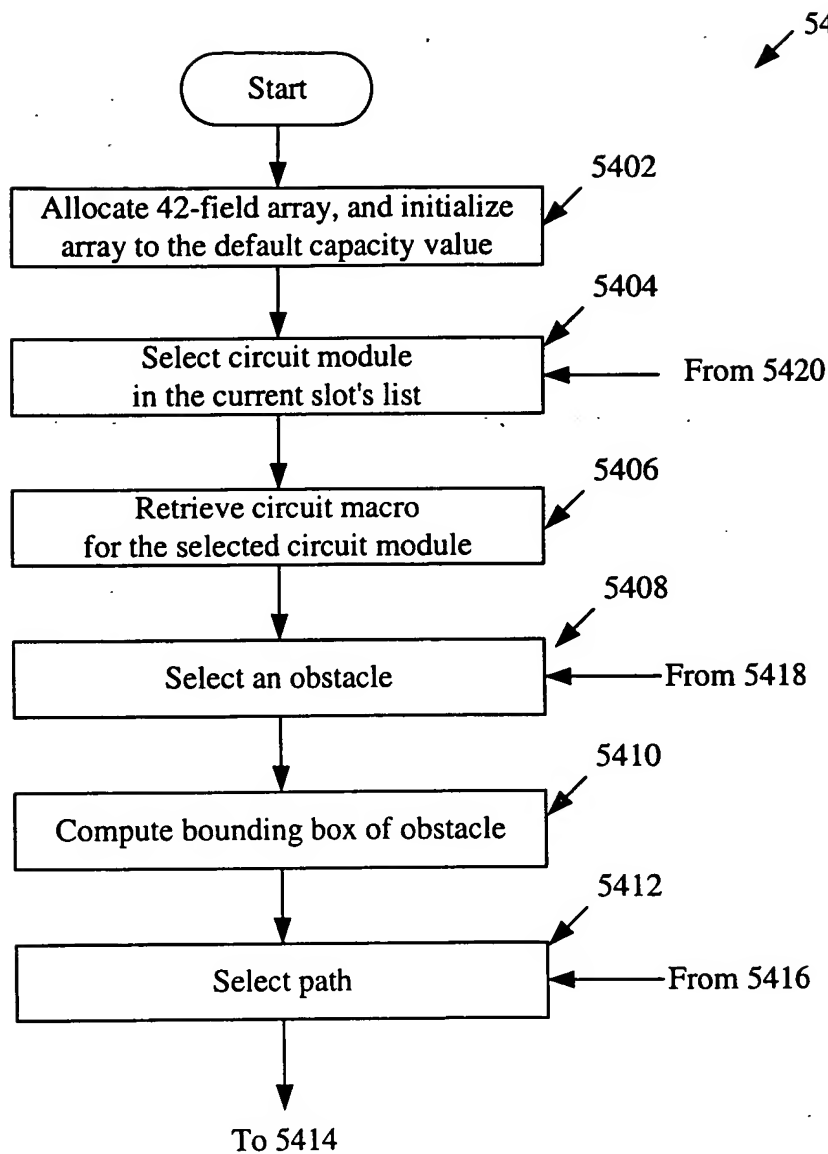 54
Start
5402
Allocate 42-field array, and initialize
array to the default capacity value
5404
Select circuit module
in the current slot's list
From 5420
5406
Retrieve circuit macro
for the selected circuit module
5408
Select an obstacle
From 5418
5410
Compute bounding box of obstacle
5412
Select path
From 5416
To 5414